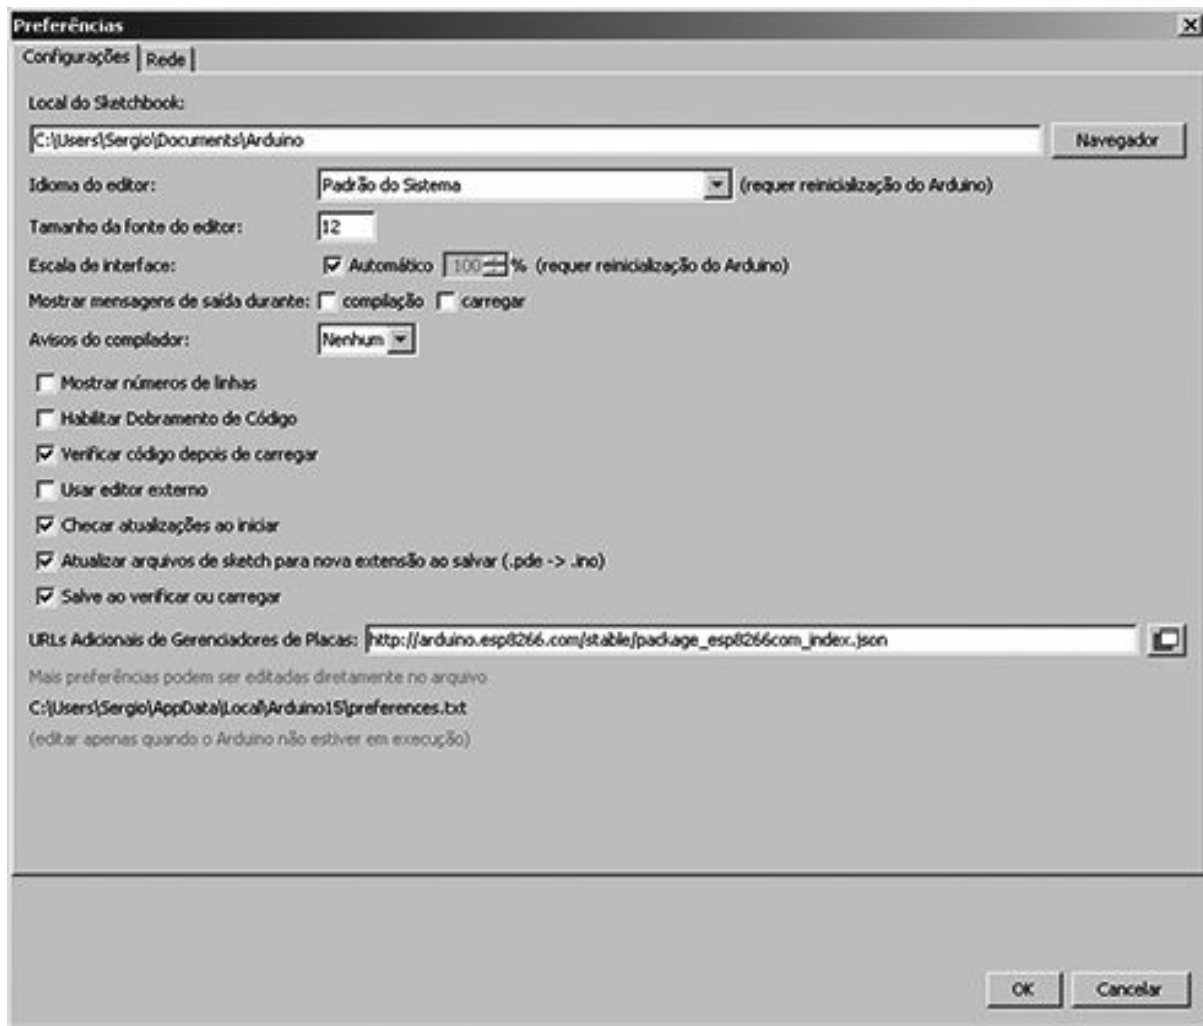 Preferências
Configurações Rede
Local do Sketchbook:
C:\Users\Sergio\Documents\Arduino Navegador
Idioma do editor: Padrão do Sistema (requer reinicialização do Arduino)
Tamanho da fonte do editor: 12
Escala de interface: Automático 100 % (requer reinicialização do Arduino)
Mostrar mensagens de saída durante: compilação carregar
Avisos do compilador: Nenhum
Mostrar números de linhas
Habilitar Dobramento de Código
Verificar código depois de carregar
Usar editor externo
Checar atualizações ao iniciar
Atualizar arquivos de sketch para nova extensão ao salvar (.pde -> .ino)
Salve ao verificar ou carregar
URLs Adicionais de Gerenciadores de Placas: http://arduino.esp8266.com/stable/package_esp8266com_index.json
Mais preferências podem ser editadas diretamente no arquivo
C:\Users\Sergio\AppData\Local\Arduino15\preferences.txt
(editar apenas quando o Arduino não estiver em execução)
OK Cancelar